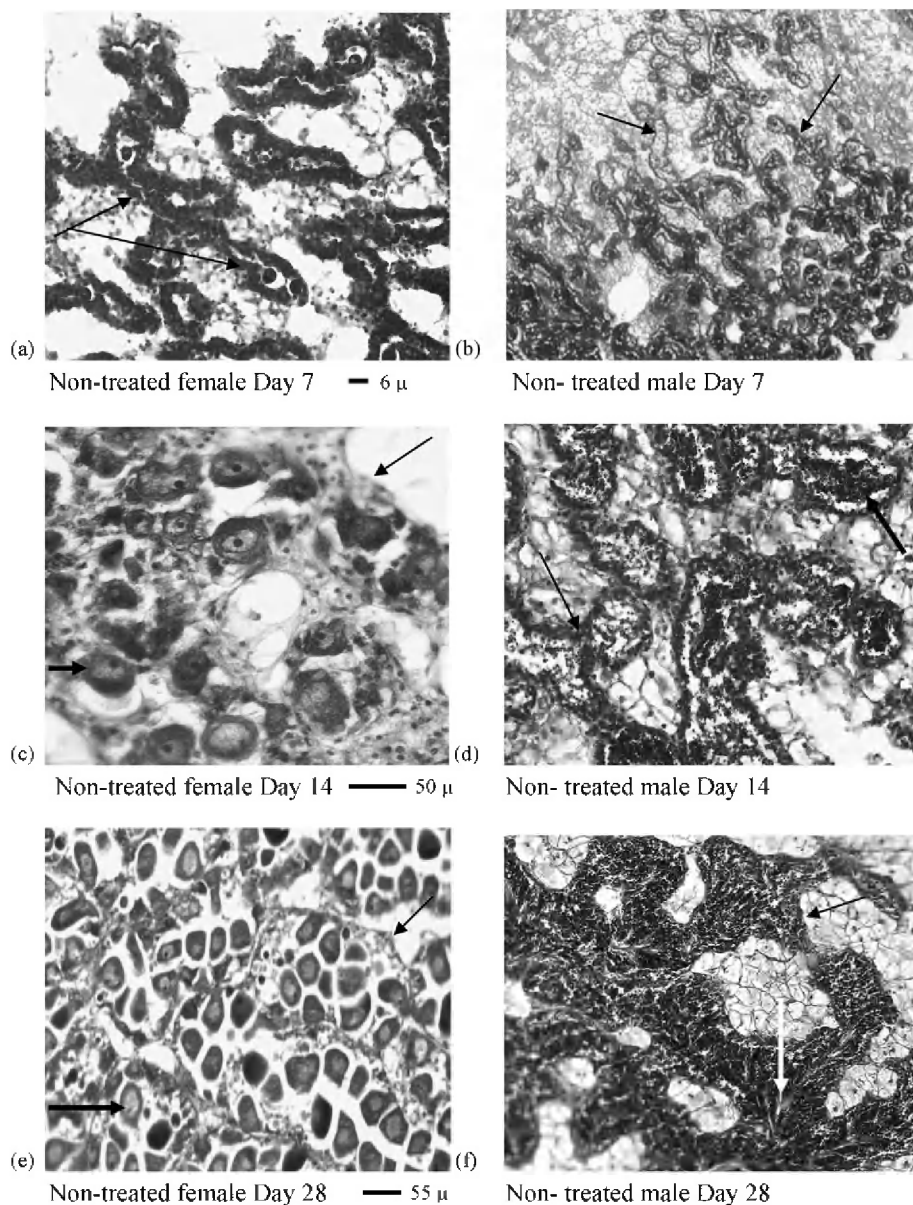 (a)
(b)
Non-treated female Day 7 6 μ
Non- treated male Day 7
(c)
(d)
Non-treated female Day 14 50 μ
Non- treated male Day 14
(e)
(f)
Non-treated female Day 28 55 μ
Non- treated male Day 28